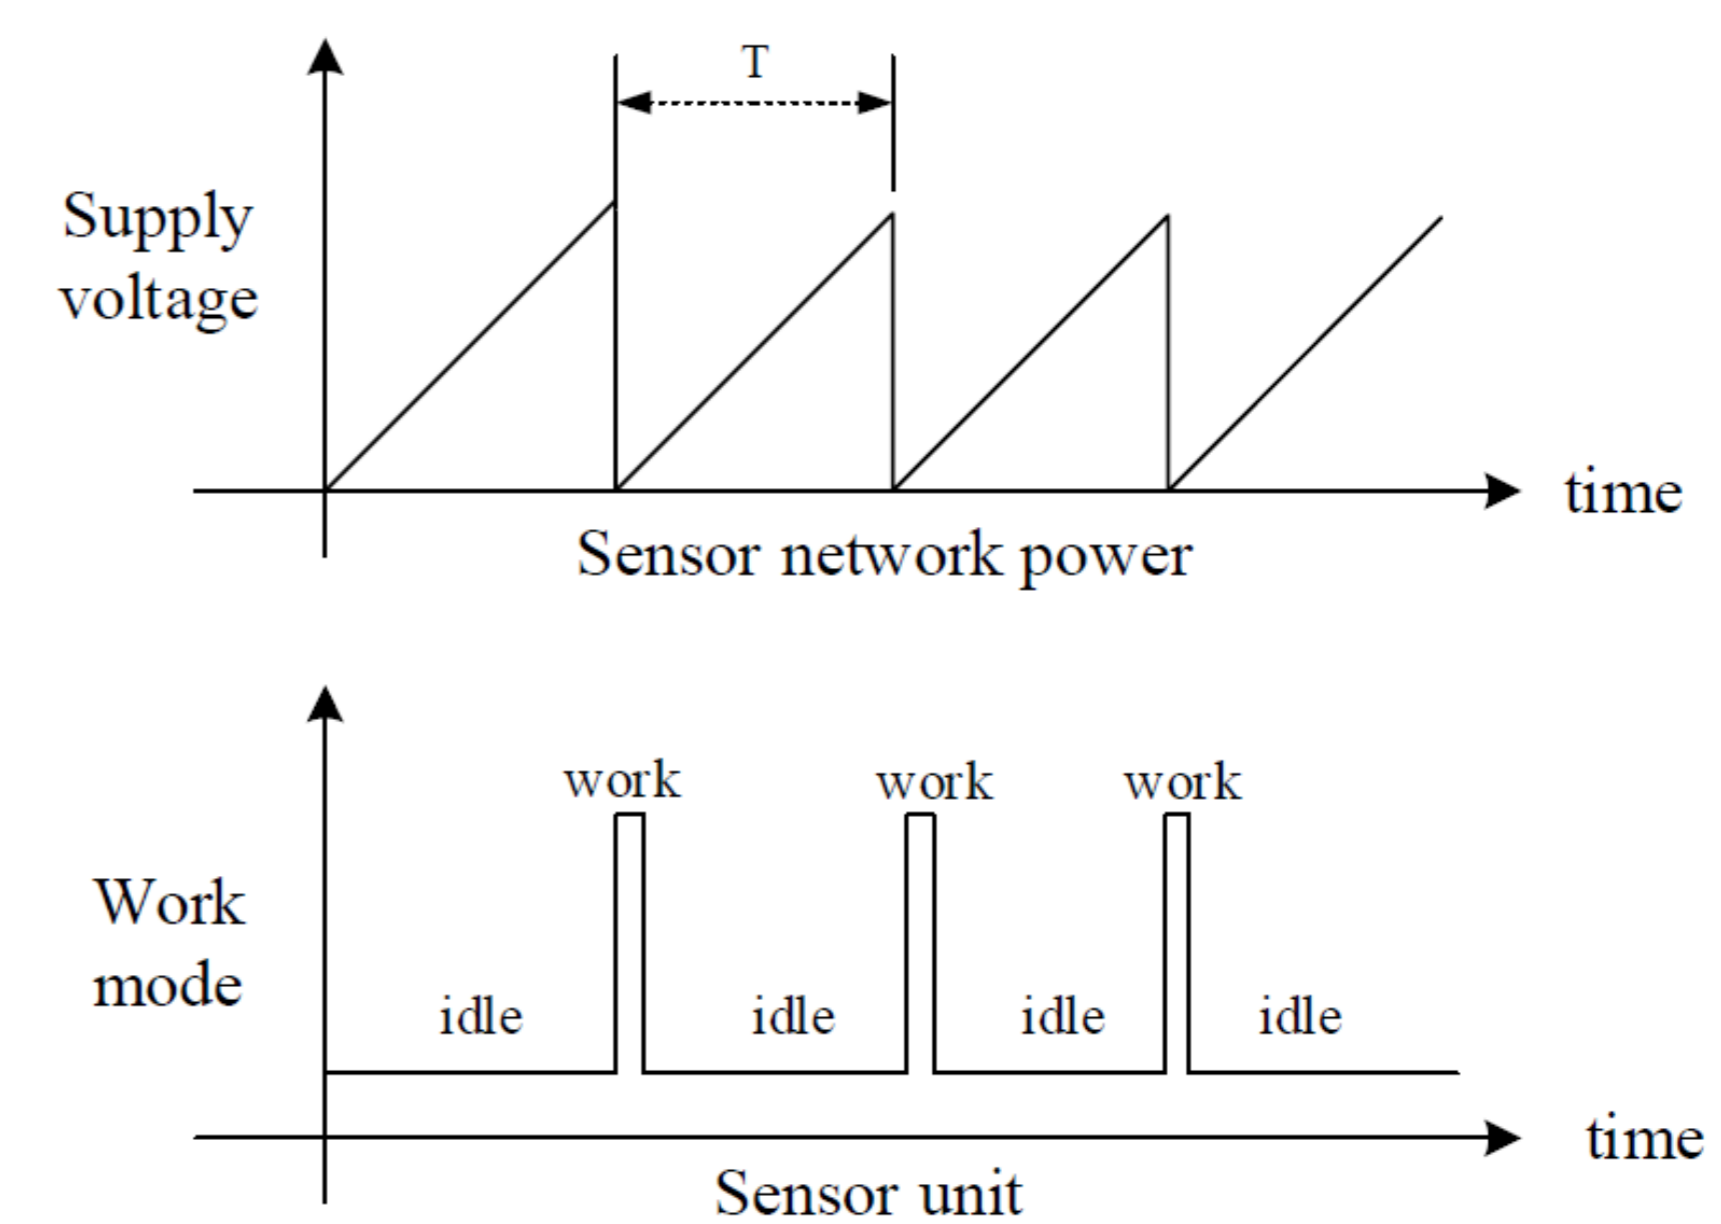 T
Supply
voltage
time
Sensor network power
work work work
Work
mode
idle idle idle idle
time
Sensor unit